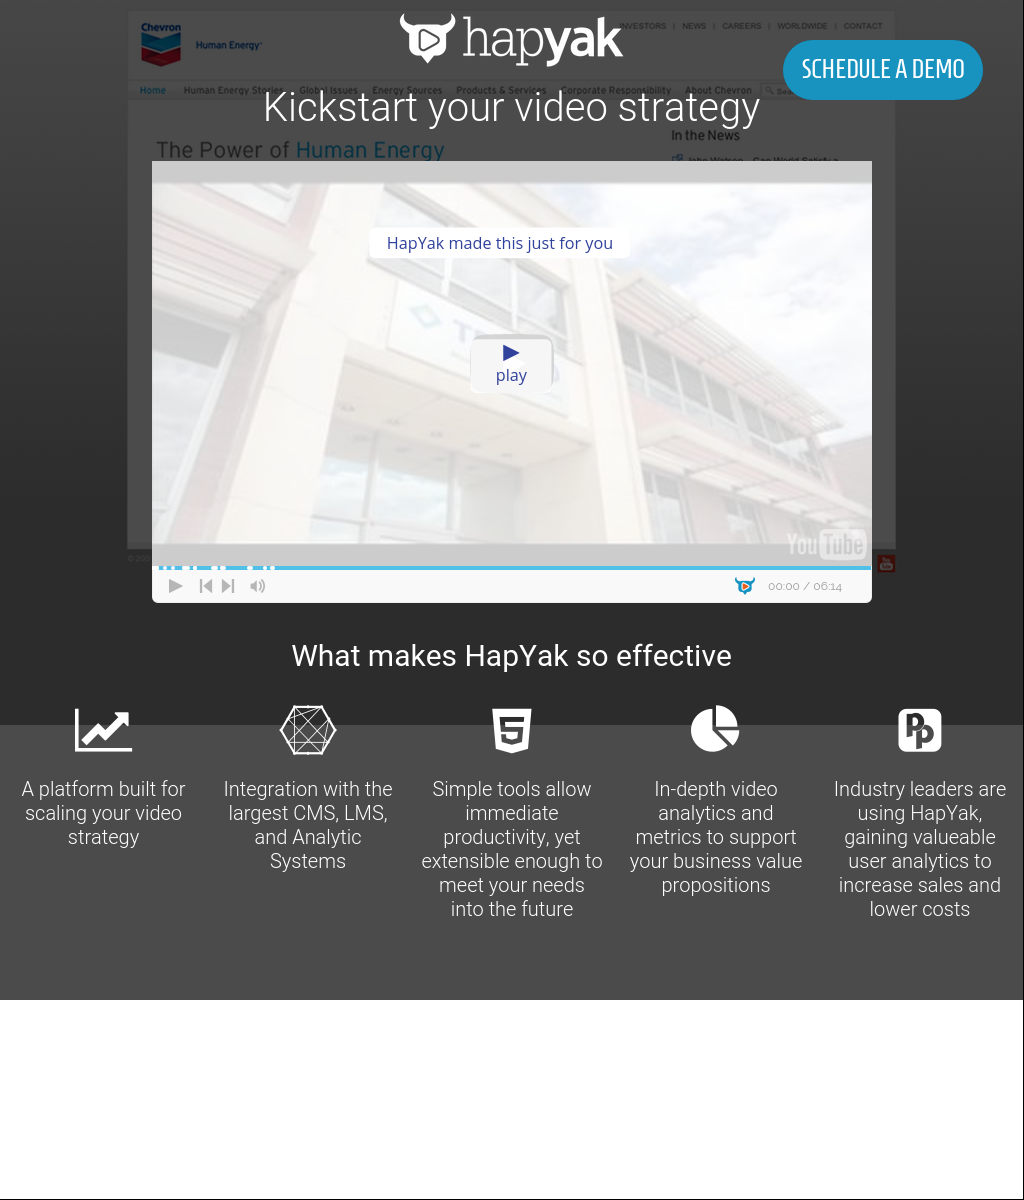 hapyak
INVESTORS | NEWS | CAREERS | WORLDWIDE | CONTACT
Chevron
Human Energy
SCHEDULE A DEMO
Home Human Energy Stories Global Issues Energy Sources Products & Services Corporate Responsibility About Chevron
Kickstart your video strategy
In the News
The Power of Human Energy
HapYak made this just for you
play
YouTube
00:00 / 06:14
What makes HapYak so effective
5
Pp
A platform built for
scaling your video
strategy
Integration with the
largest CMS, LMS,
and Analytic
Systems
Simple tools allow
immediate
productivity, yet
extensible enough to
meet your needs
into the future
In-depth video
analytics and
metrics to support
your business value
propositions
Industry leaders are
using HapYak,
gaining valueable
user analytics to
increase sales and
lower costs